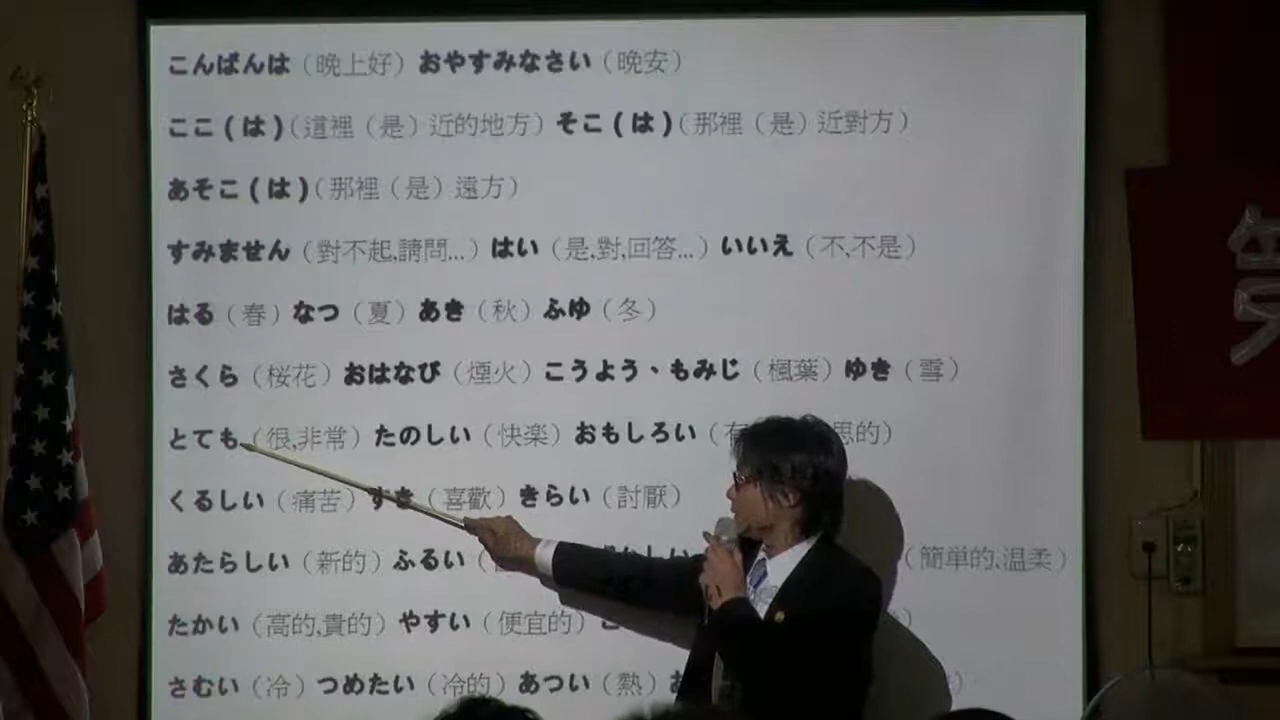 こんばんは（晩上好）おやすみなさい（晩安）
ここ(は)(這裡（是）近的地方）そこ(は)(那裡（是）近對方）
あそこ(は)(那裡（是）遠方）
すみません（對不起,請問...）はい（是,對,回答...）いいえ（不,不是）
はる（春）なつ（夏）あき（秋）ふゆ（冬）
さくら（桜花）おはなび（煙火）こうよう、もみじ（楓葉）ゆき（雪）
とても（很,非常）たのしい（快楽）おもしろい（有 思的）
くるしい（痛苦）すき（喜歡）きらい（討厭）
あたらしい（新的）ふるい（ （簡単的,温柔）
たかい（高的,貴的）やすい（便宜的）
さむい（冷）つめたい（冷的）あつい（熱）